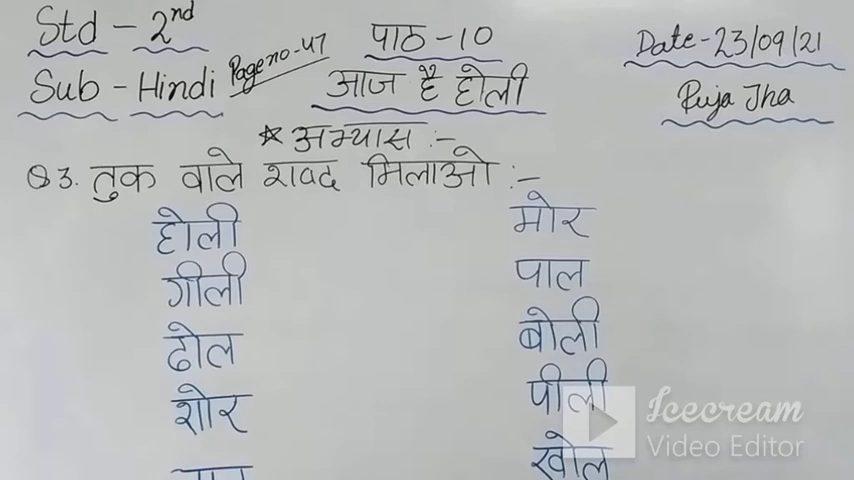 Std - 2nd
Sub - Hindi
Page no-47
पाठ-10
आज है होली
Date-23/09/21
Puja Jha
★ अभ्यास :-
Q3. तुक वाले शब्द मिलाओ :-
होली मोर
गीली पाल
ढोल बोली
शोर पीली
खोल
Icecream
Video Editor